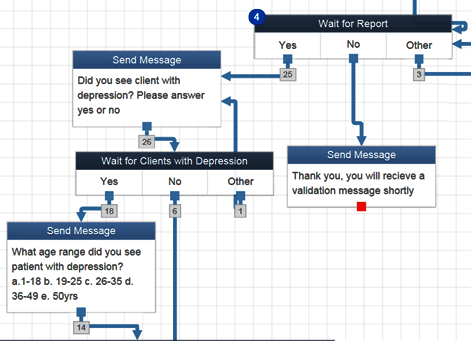 4
Wait for Report
Yes No Other
25
3
Send Message
Did you see client with
depression? Please answer
yes or no
26
Send Message
Thank you, you will recieve a
validation message shortly
Wait for Clients with Depression
Yes No Other
18
6
1
Send Message
What age range did you see
patient with depression?
a.1-18 b. 19-25 c. 26-35 d.
36-49 e. 50yrs
14